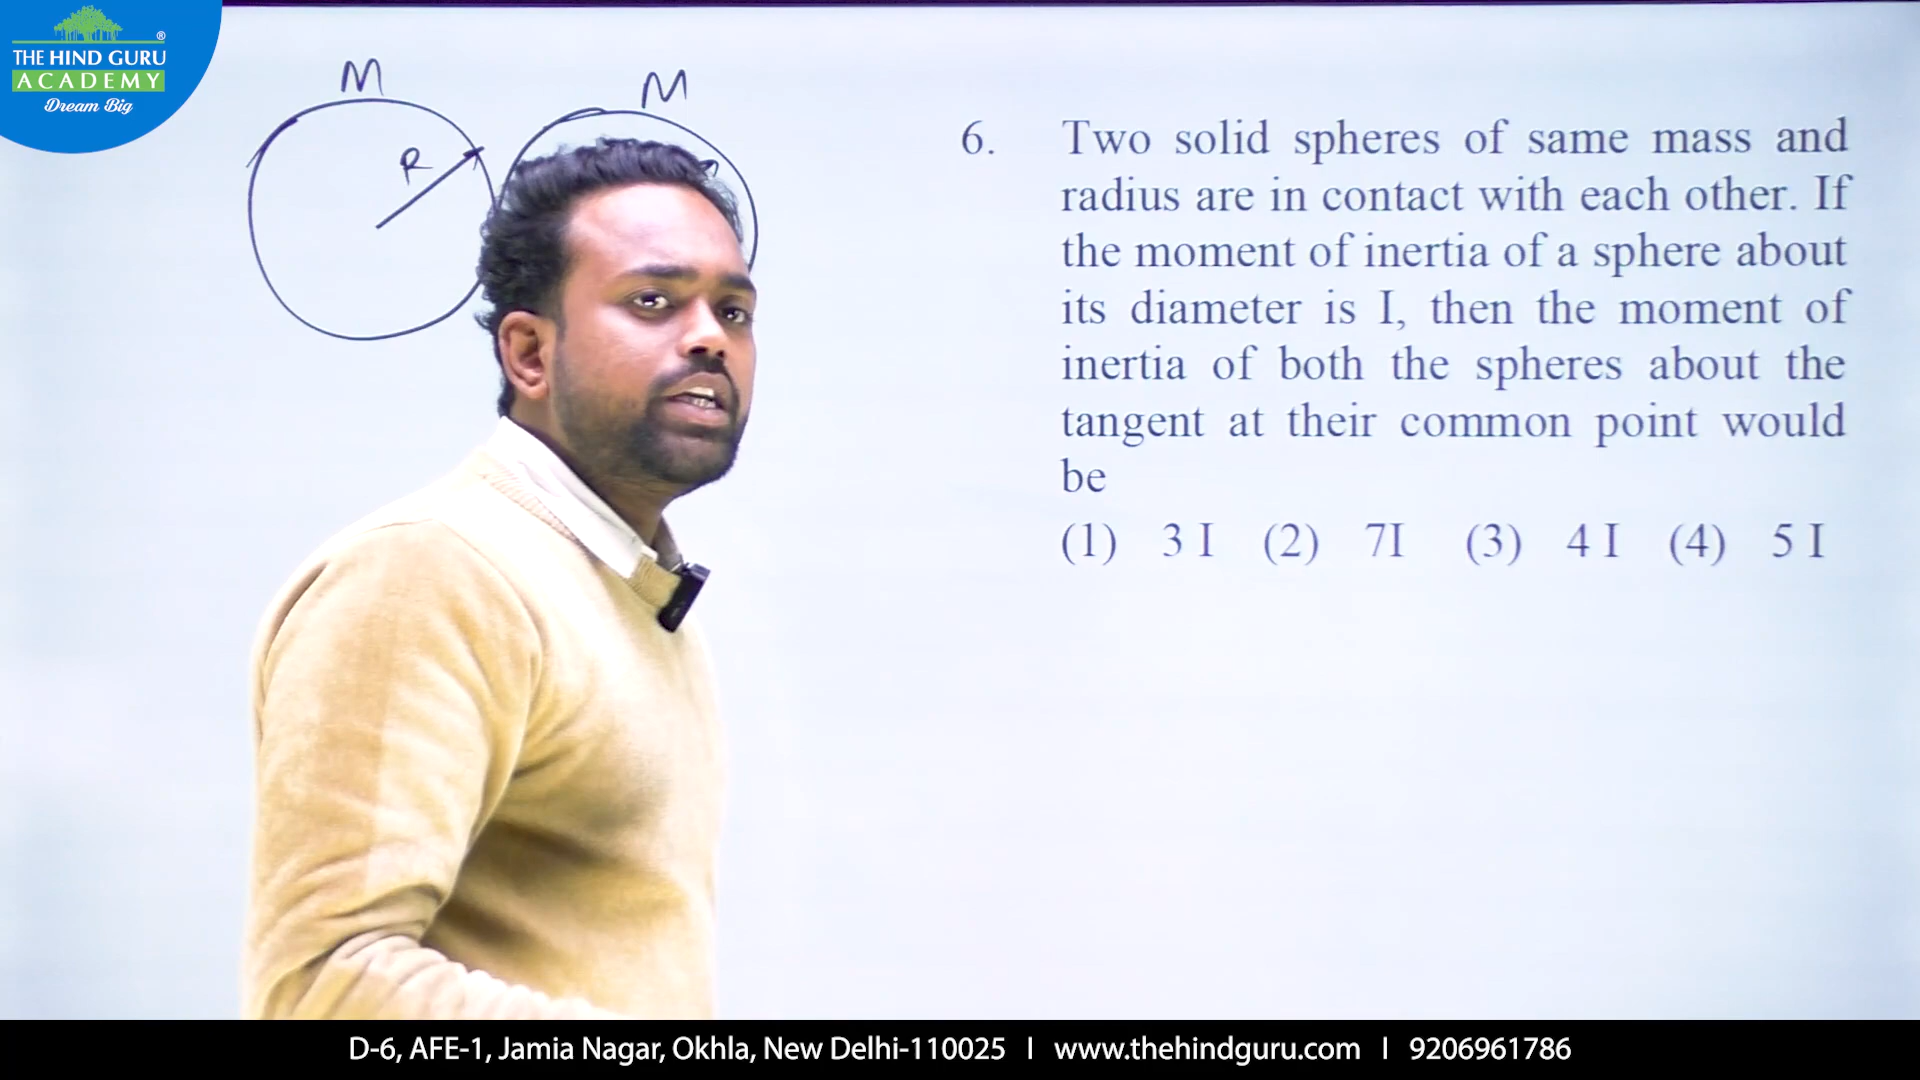 THE HIND GURU ®
ACADEMY
Dream Big
M
M
R
6. Two solid spheres of same mass and
radius are in contact with each other. If
the moment of inertia of a sphere about
its diameter is I, then the moment of
inertia of both the spheres about the
tangent at their common point would
be
(1) 3 I (2) 7I (3) 4 I (4) 5 I
D-6, AFE-1, Jamia Nagar, Okhla, New Delhi-110025 I www.thehindguru.com I 9206961786